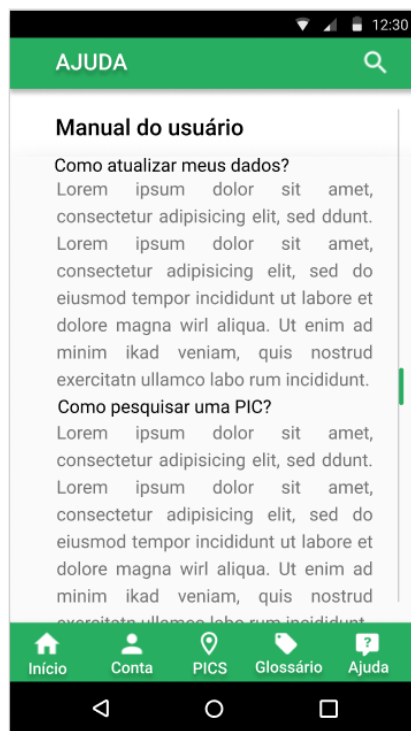 12:30
AJUDA
Manual do usuário
Como atualizar meus dados?
Lorem ipsum dolor sit amet,
consectetur adipisicing elit, sed ddunt.
Lorem ipsum dolor sit amet,
consectetur adipisicing elit, sed do
eiusmod tempor incididunt ut labore et
dolore magna wirl aliqua. Ut enim ad
minim ikad veniam, quis nostrud
exercitatn ullamco labo rum incididunt.
Como pesquisar uma PIC?
Lorem ipsum dolor sit amet,
consectetur adipisicing elit, sed ddunt.
Lorem ipsum dolor sit amet,
consectetur adipisicing elit, sed do
eiusmod tempor incididunt ut labore et
dolore magna wirl aliqua. Ut enim ad
minim ikad veniam, quis nostrud
exercitatn ullamco labo rum incididunt.
Início Conta PICS Glossário Ajuda